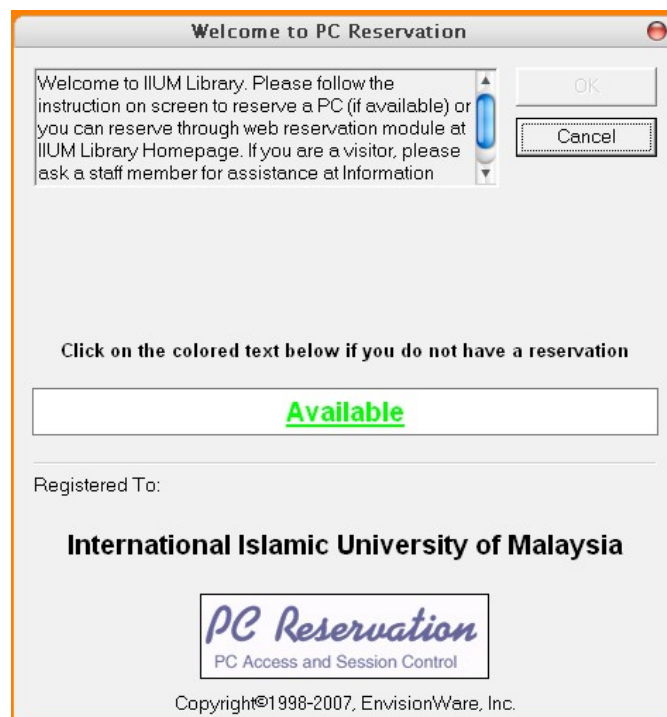 Welcome to PC Reservation
Welcome to IIUM Library. Please follow the
instruction on screen to reserve a PC (if available) or
you can reserve through web reservation module at
IIUM Library Homepage. If you are a visitor, please
ask a staff member for assistance at Information
OK
Cancel
Click on the colored text below if you do not have a reservation
Available
Registered To:
International Islamic University of Malaysia
PC Reservation
PC Access and Session Control
Copyright©1998-2007, EnvisionWare, Inc.